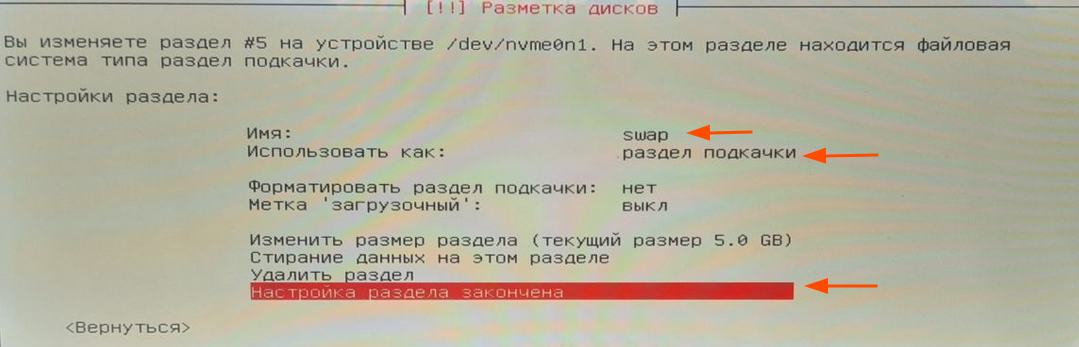 [!!] Разметка дисков
Вы изменяете раздел #5 на устройстве /dev/nvme0n1. На этом разделе находится файловая
система типа раздел подкачки.
Настройки раздела:
Имя: swap
Использовать как: раздел подкачки
Форматировать раздел подкачки: нет
Метка 'загрузочный': выкл
Изменить размер раздела (текущий размер 5.0 GB)
Стирание данных на этом разделе
Удалить раздел
Настройка раздела закончена
<Вернуться>